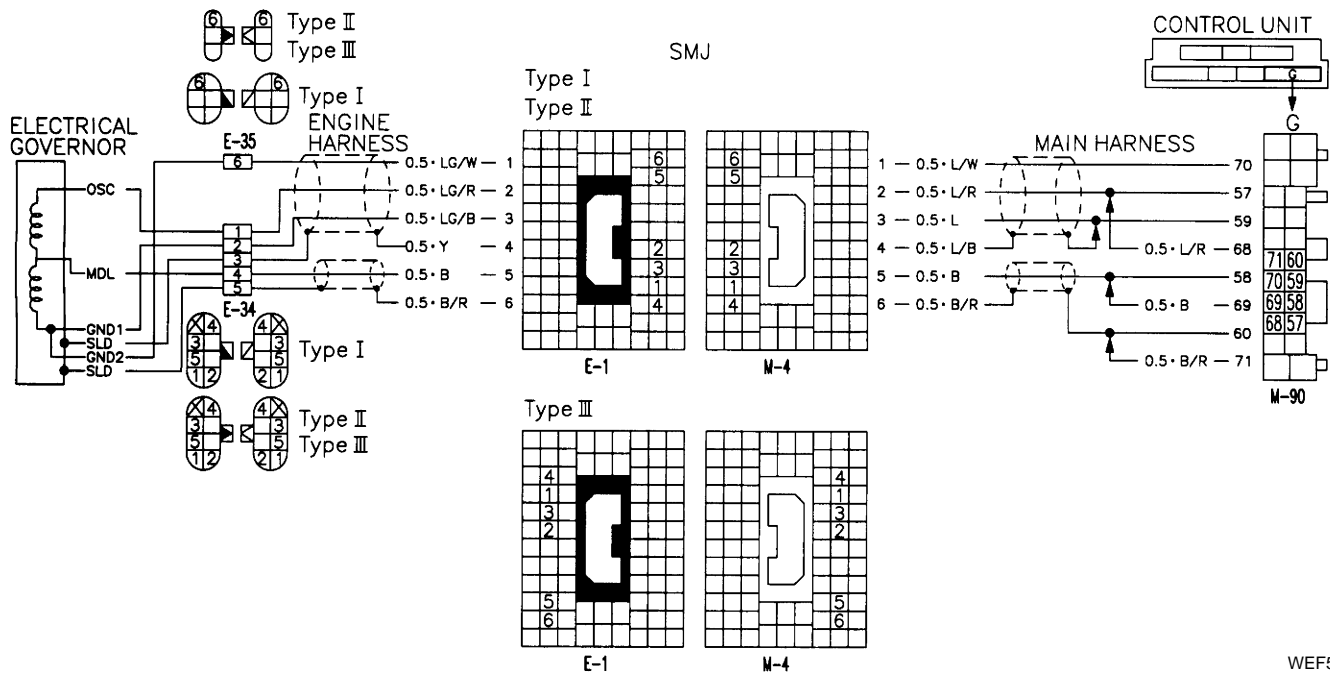 6 6 Type Ⅱ
Type Ⅲ
6 6 Type Ⅰ
SMJ
CONTROL UNIT
G
G
Type Ⅰ
Type Ⅱ
ELECTRICAL
GOVERNOR
E-35
6
ENGINE
HARNESS
MAIN HARNESS
OSC
MDL
GND1
SLD
GND2
SLD
1
2
3
4
5
E-34
0.5・LG/W 1
0.5・LG/R 2
0.5・LG/B 3
0.5・Y 4
0.5・B 5
0.5・B/R 6
6
5
2
3
1
4
E-1
6
5
2
3
1
4
M-4
1 0.5・L/W 70
2 0.5・L/R 57
3 0.5・L 59
4 0.5・L/B 0.5・L/R 68
5 0.5・B 58
0.5・B 69
6 0.5・B/R 60
0.5・B/R 71
71 60
70 59
69 58
68 57
M-90
4 4
3 3
5 5
1 2 2 1
Type Ⅰ
4 4
3 3
5 5
1 2 2 1
Type Ⅱ
Type Ⅲ
Type Ⅲ
4
1
3
2
5
6
E-1
4
1
3
2
5
6
M-4
WEF5